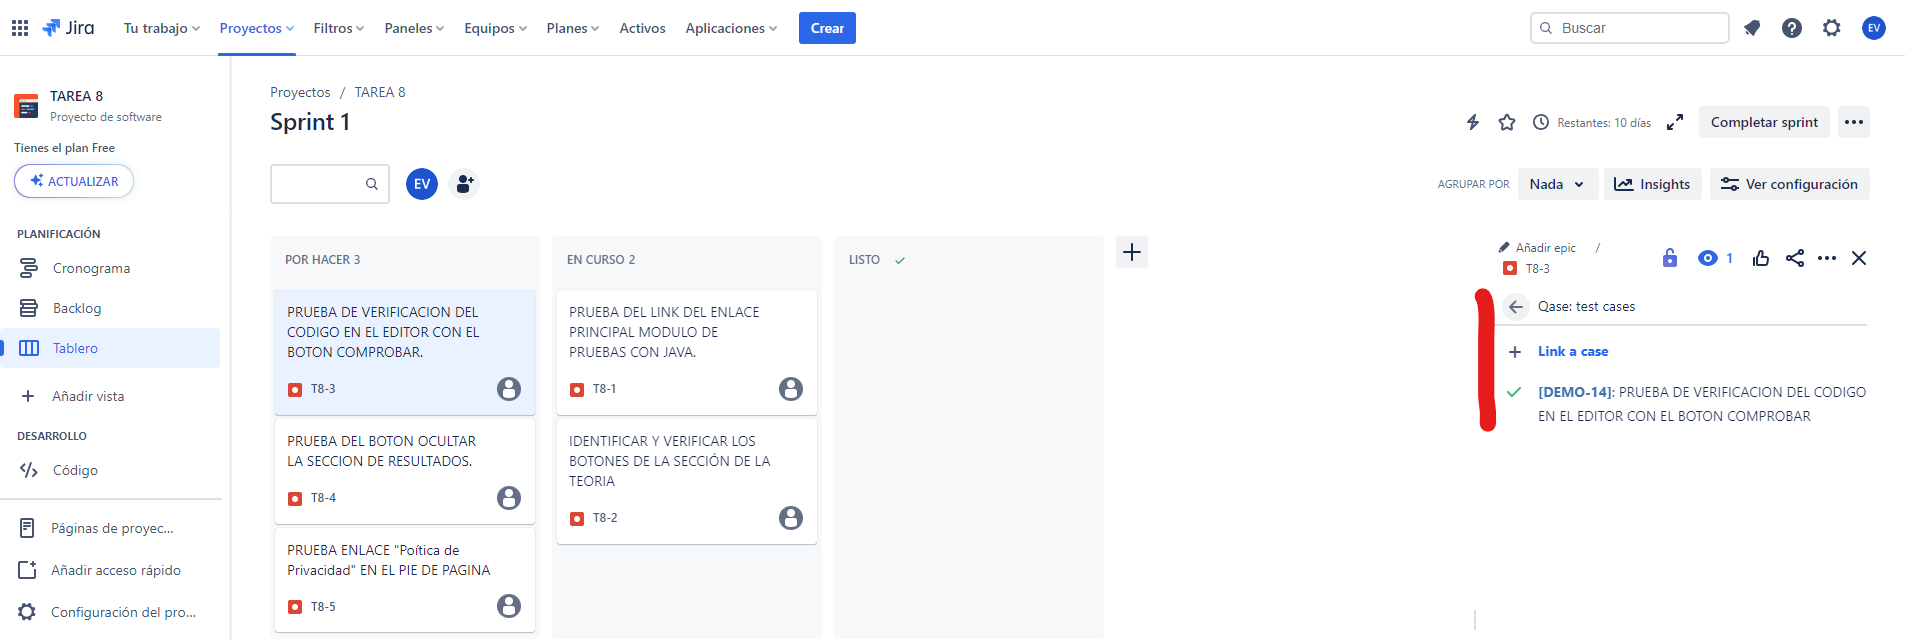 Jira
Tu trabajo
Proyectos
Filtros
Paneles
Equipos
Planes
Activos
Aplicaciones
Crear
Buscar
EV
TAREA 8
Proyecto de software
Tienes el plan Free
ACTUALIZAR
PLANIFICACIÓN
Cronograma
Backlog
Tablero
Añadir vista
DESARROLLO
Código
Páginas de proyec...
Añadir acceso rápido
Configuración del pro...
Proyectos / TAREA 8
Sprint 1
Restantes: 10 días
Completar sprint
EV
AGRUPAR POR
Nada
Insights
Ver configuración
POR HACER 3
PRUEBA DE VERIFICACION DEL
CODIGO EN EL EDITOR CON EL
BOTON COMPROBAR.
T8-3
PRUEBA DEL BOTON OCULTAR
LA SECCION DE RESULTADOS.
T8-4
PRUEBA ENLACE "Poítica de
Privacidad" EN EL PIE DE PAGINA
T8-5
EN CURSO 2
PRUEBA DEL LINK DEL ENLACE
PRINCIPAL MODULO DE
PRUEBAS CON JAVA.
T8-1
IDENTIFICAR Y VERIFICAR LOS
BOTONES DE LA SECCIÓN DE LA
TEORIA
T8-2
LISTO
Añadir epic /
T8-3
1
Qase: test cases
Link a case
[DEMO-14]: PRUEBA DE VERIFICACION DEL CODIGO
EN EL EDITOR CON EL BOTON COMPROBAR